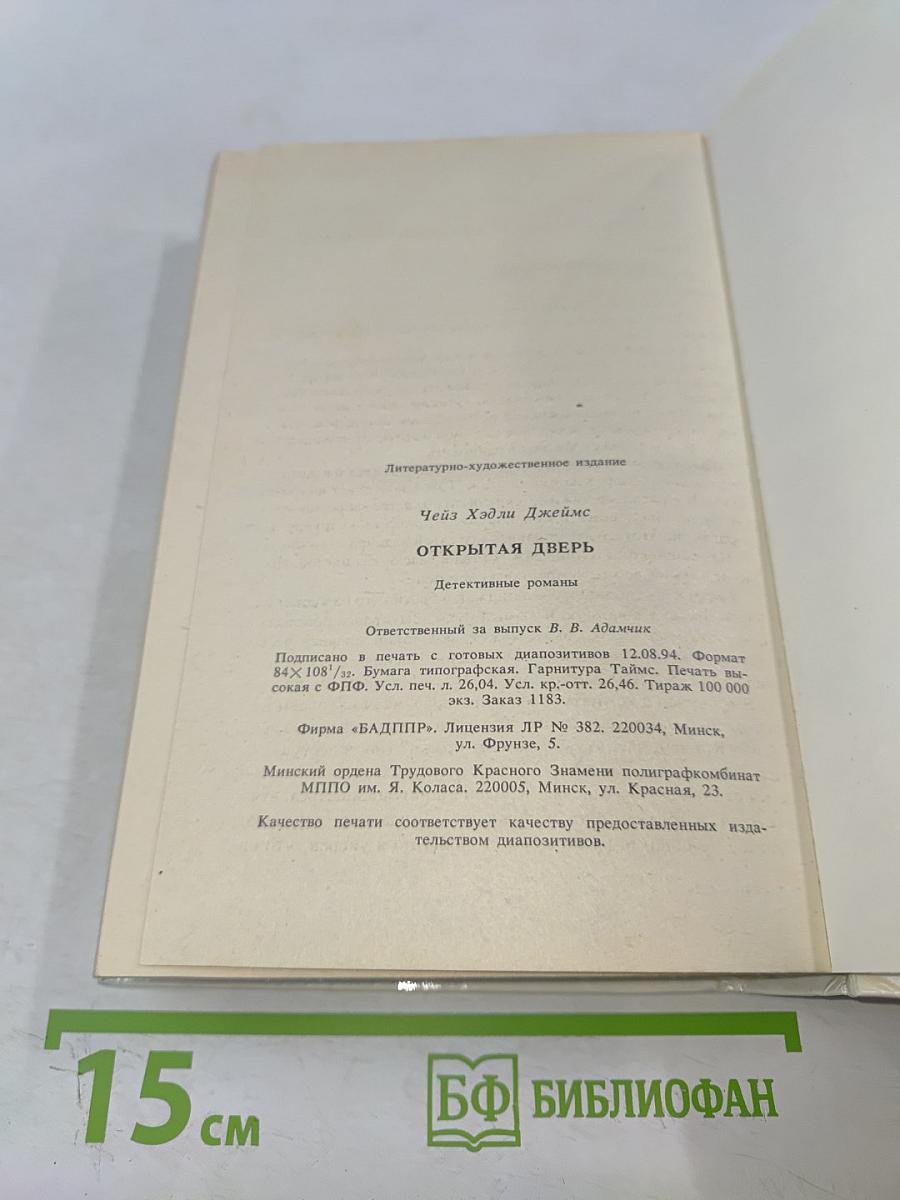 Литературно-художественное издание
Чейз Хэдли Джеймс
ОТКРЫТАЯ ДВЕРЬ
Детективные романы
Ответственный за выпуск В. В. Адамчик
Подписано в печать с готовых диапозитивов 12.08.94. Формат
84×108¹/₃₂. Бумага типографская. Гарнитура Таймс. Печать вы-
сокая с ФПФ. Усл. печ. л. 26,04. Усл. кр.-отт. 26,46. Тираж 100 000
экз. Заказ 1183.
Фирма «БАДППР». Лицензия ЛР № 382. 220034, Минск,
ул. Фрунзе, 5.
Минский ордена Трудового Красного Знамени полиграфкомбинат
МППО им. Я. Коласа. 220005, Минск, ул. Красная, 23.
Качество печати соответствует качеству предоставленных изда-
тельством диапозитивов.
15 см
БФ БИБЛИОФАН